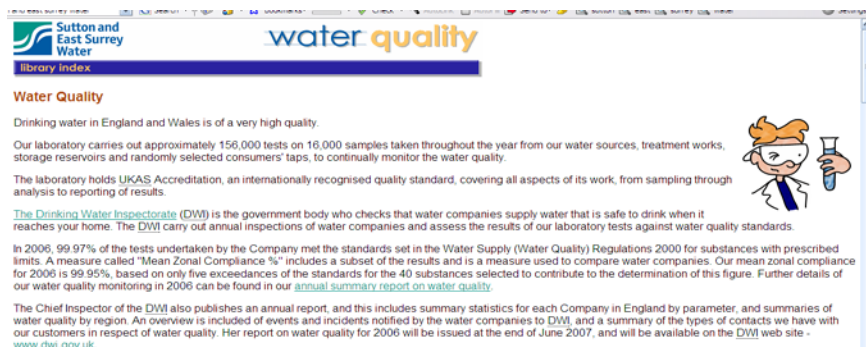 Sutton and
East Surrey
Water
water quality
library index
Water Quality
Drinking water in England and Wales is of a very high quality.
Our laboratory carries out approximately 156,000 tests on 16,000 samples taken throughout the year from our water sources, treatment works,
storage reservoirs and randomly selected consumers' taps, to continually monitor the water quality.
The laboratory holds UKAS Accreditation, an internationally recognised quality standard, covering all aspects of its work, from sampling through
analysis to reporting of results.
The Drinking Water Inspectorate (DWI) is the government body who checks that water companies supply water that is safe to drink when it
reaches your home. The DWI carry out annual inspections of water companies and assess the results of our laboratory tests against water quality standards.
In 2006, 99.97% of the tests undertaken by the Company met the standards set in the Water Supply (Water Quality) Regulations 2000 for substances with prescribed
limits. A measure called "Mean Zonal Compliance %" includes a subset of the results and is a measure used to compare water companies. Our mean zonal compliance
for 2006 is 99.95%, based on only five exceedances of the standards for the 40 substances selected to contribute to the determination of this figure. Further details of
our water quality monitoring in 2006 can be found in our annual summary report on water quality.
The Chief Inspector of the DWI also publishes an annual report, and this includes summary statistics for each Company in England by parameter, and summaries of
water quality by region. An overview is included of events and incidents notified by the water companies to DWI, and a summary of the types of contacts we have with
our customers in respect of water quality. Her report on water quality for 2006 will be issued at the end of June 2007, and will be available on the DWI web site -
www.dwi.gov.uk